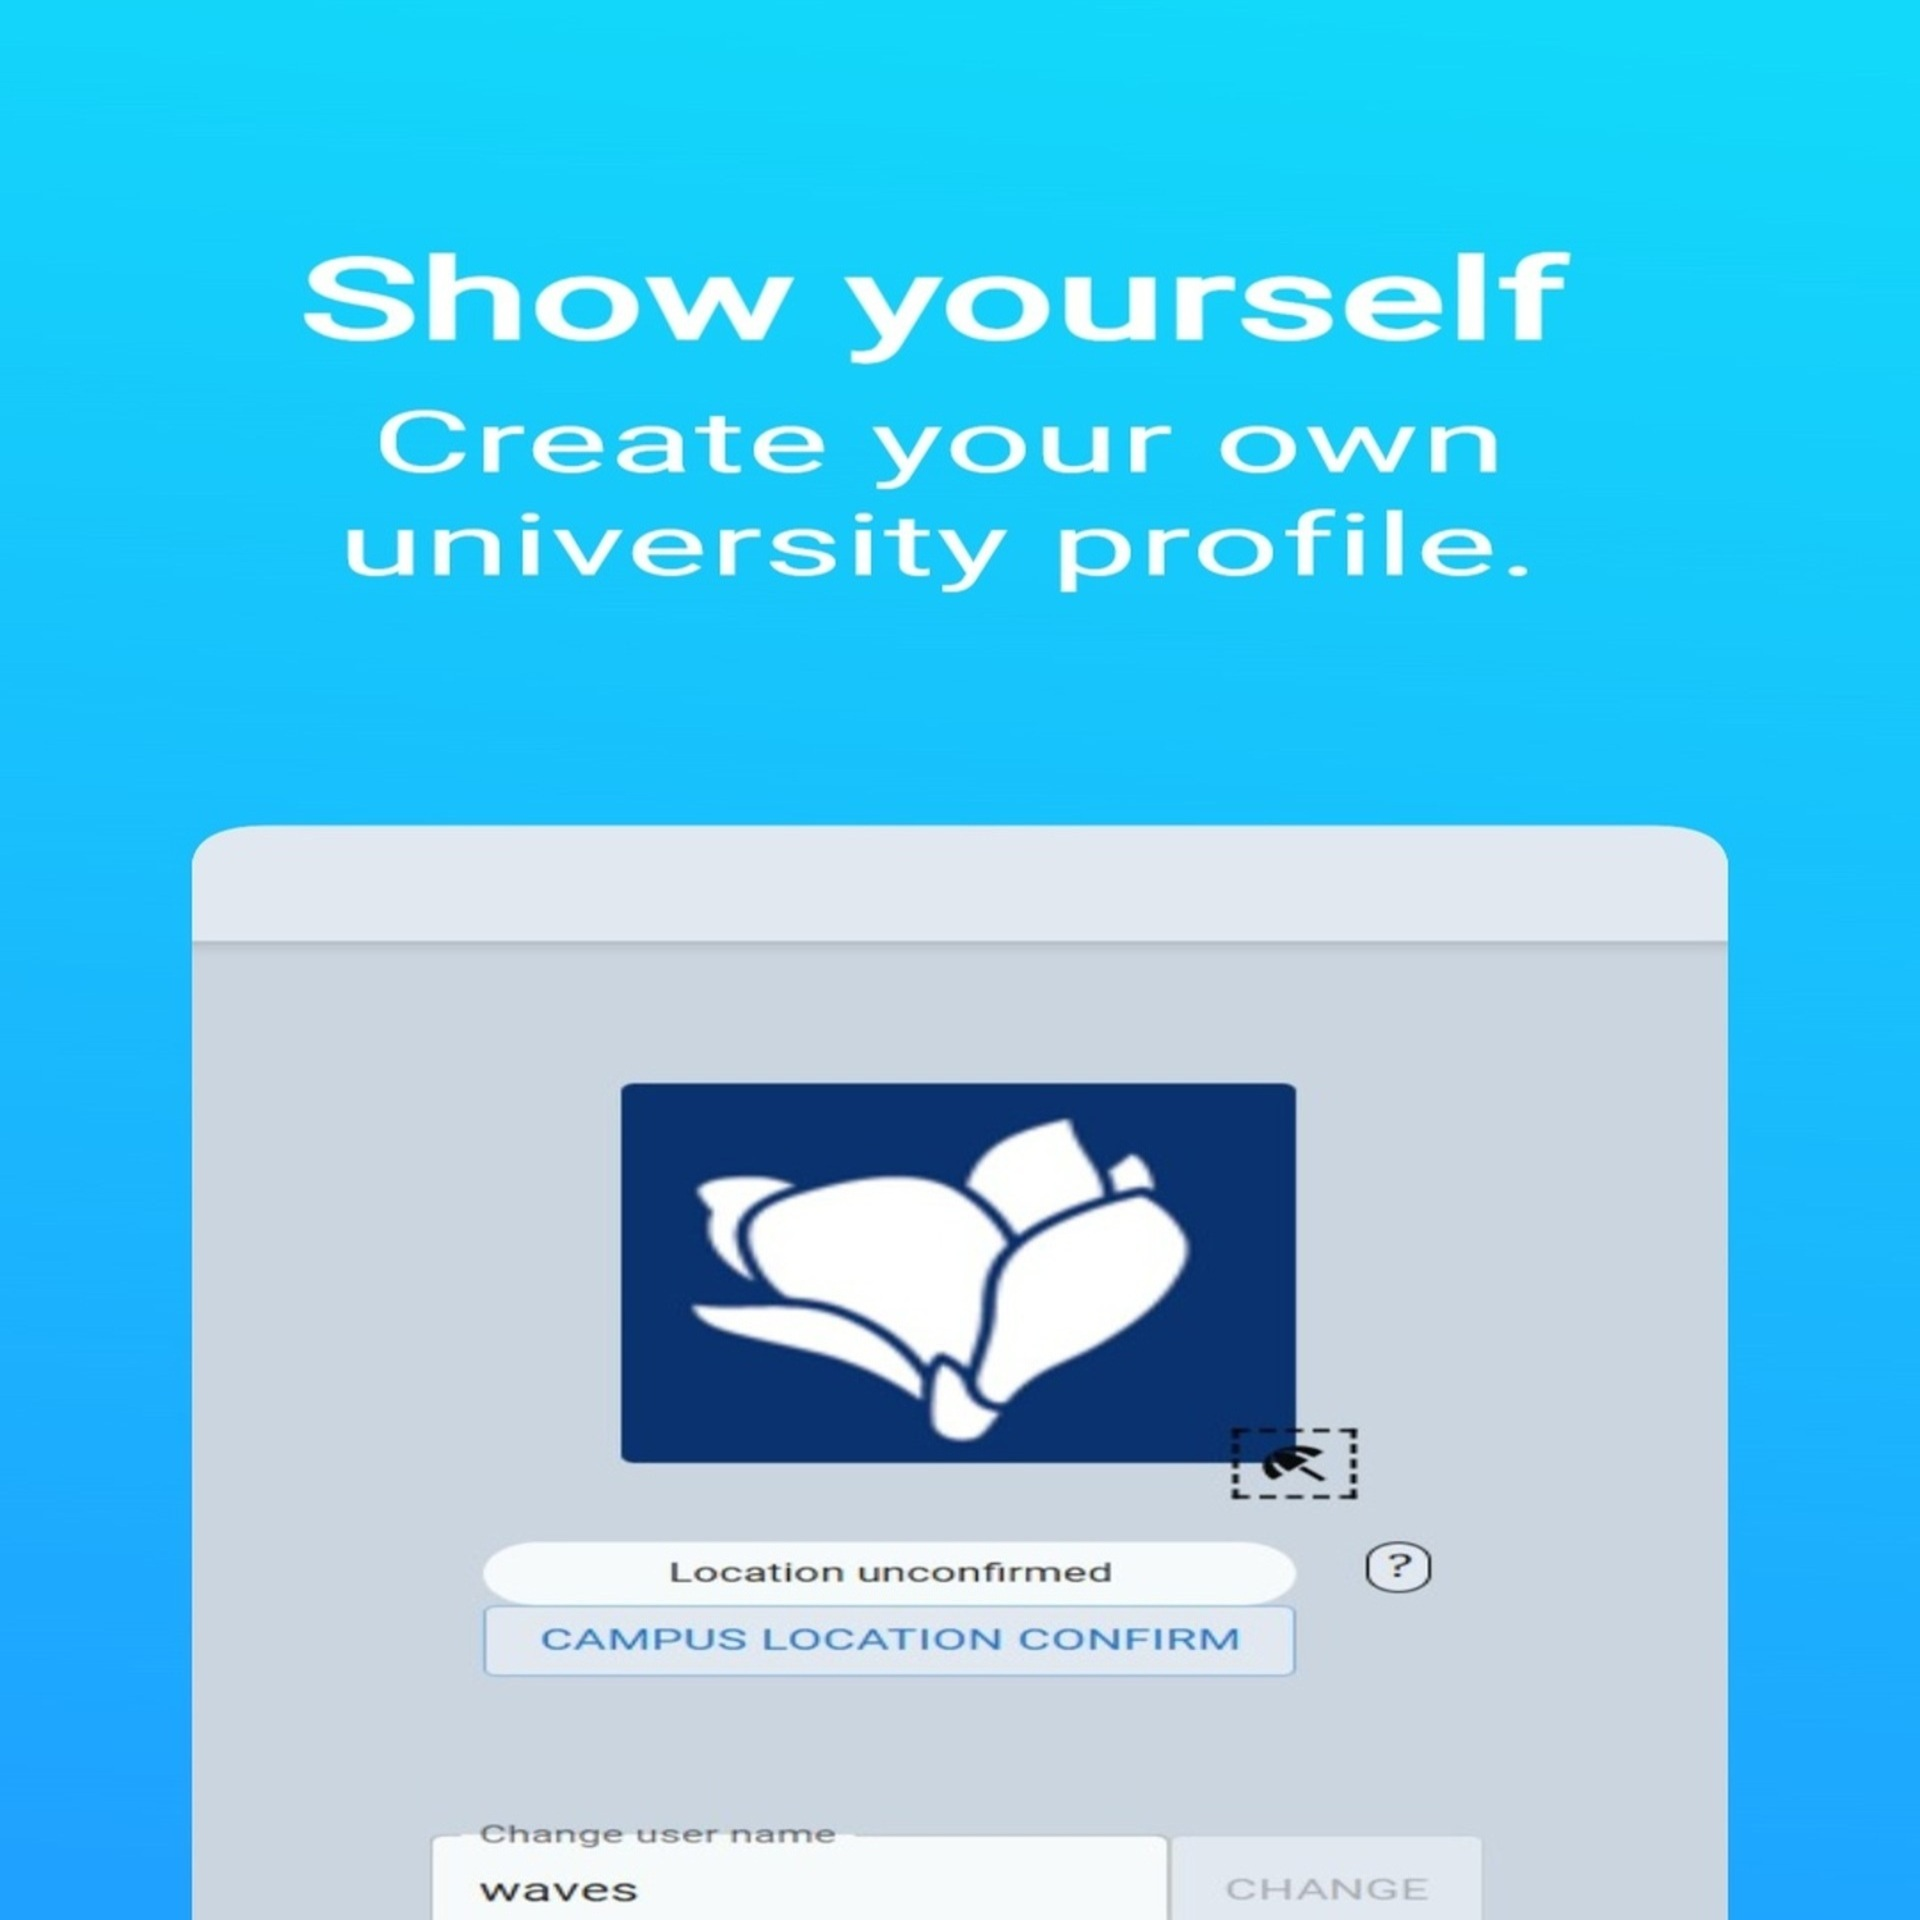 Show yourself
Create your own
university profile.
Location unconfirmed
?
CAMPUS LOCATION CONFIRM
Change user name
waves
CHANGE